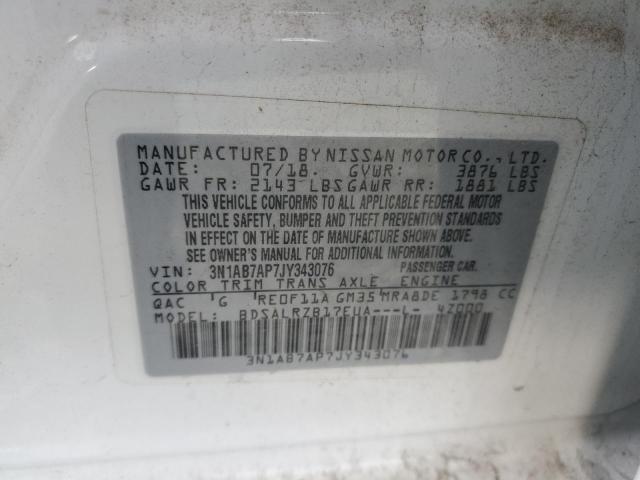 MANUFACTURED BY NISSAN MOTOR CO., LTD.
DATE: 07/18. GVWR: 3876 LBS
GAWR FR: 2143 LBS GAWR RR: 1881 LBS
THIS VEHICLE CONFORMS TO ALL APPLICABLE FEDERAL MOTOR
VEHICLE SAFETY, BUMPER AND THEFT PREVENTION STANDARDS
IN EFFECT ON THE DATE OF MANUFACTURE SHOWN ABOVE.
SEE OWNER'S MANUAL FOR ADDITIONAL INFORMATION.
VIN: 3N1AB7AP7JY343076 PASSENGER CAR.
COLOR TRIM TRANS AXLE ENGINE
QAC G RE0F11A GM35 MRA8DE 1798 CC
MODEL: BDSALRZB17EUA---L- 4Z000
3N1AB7AP7JY343076